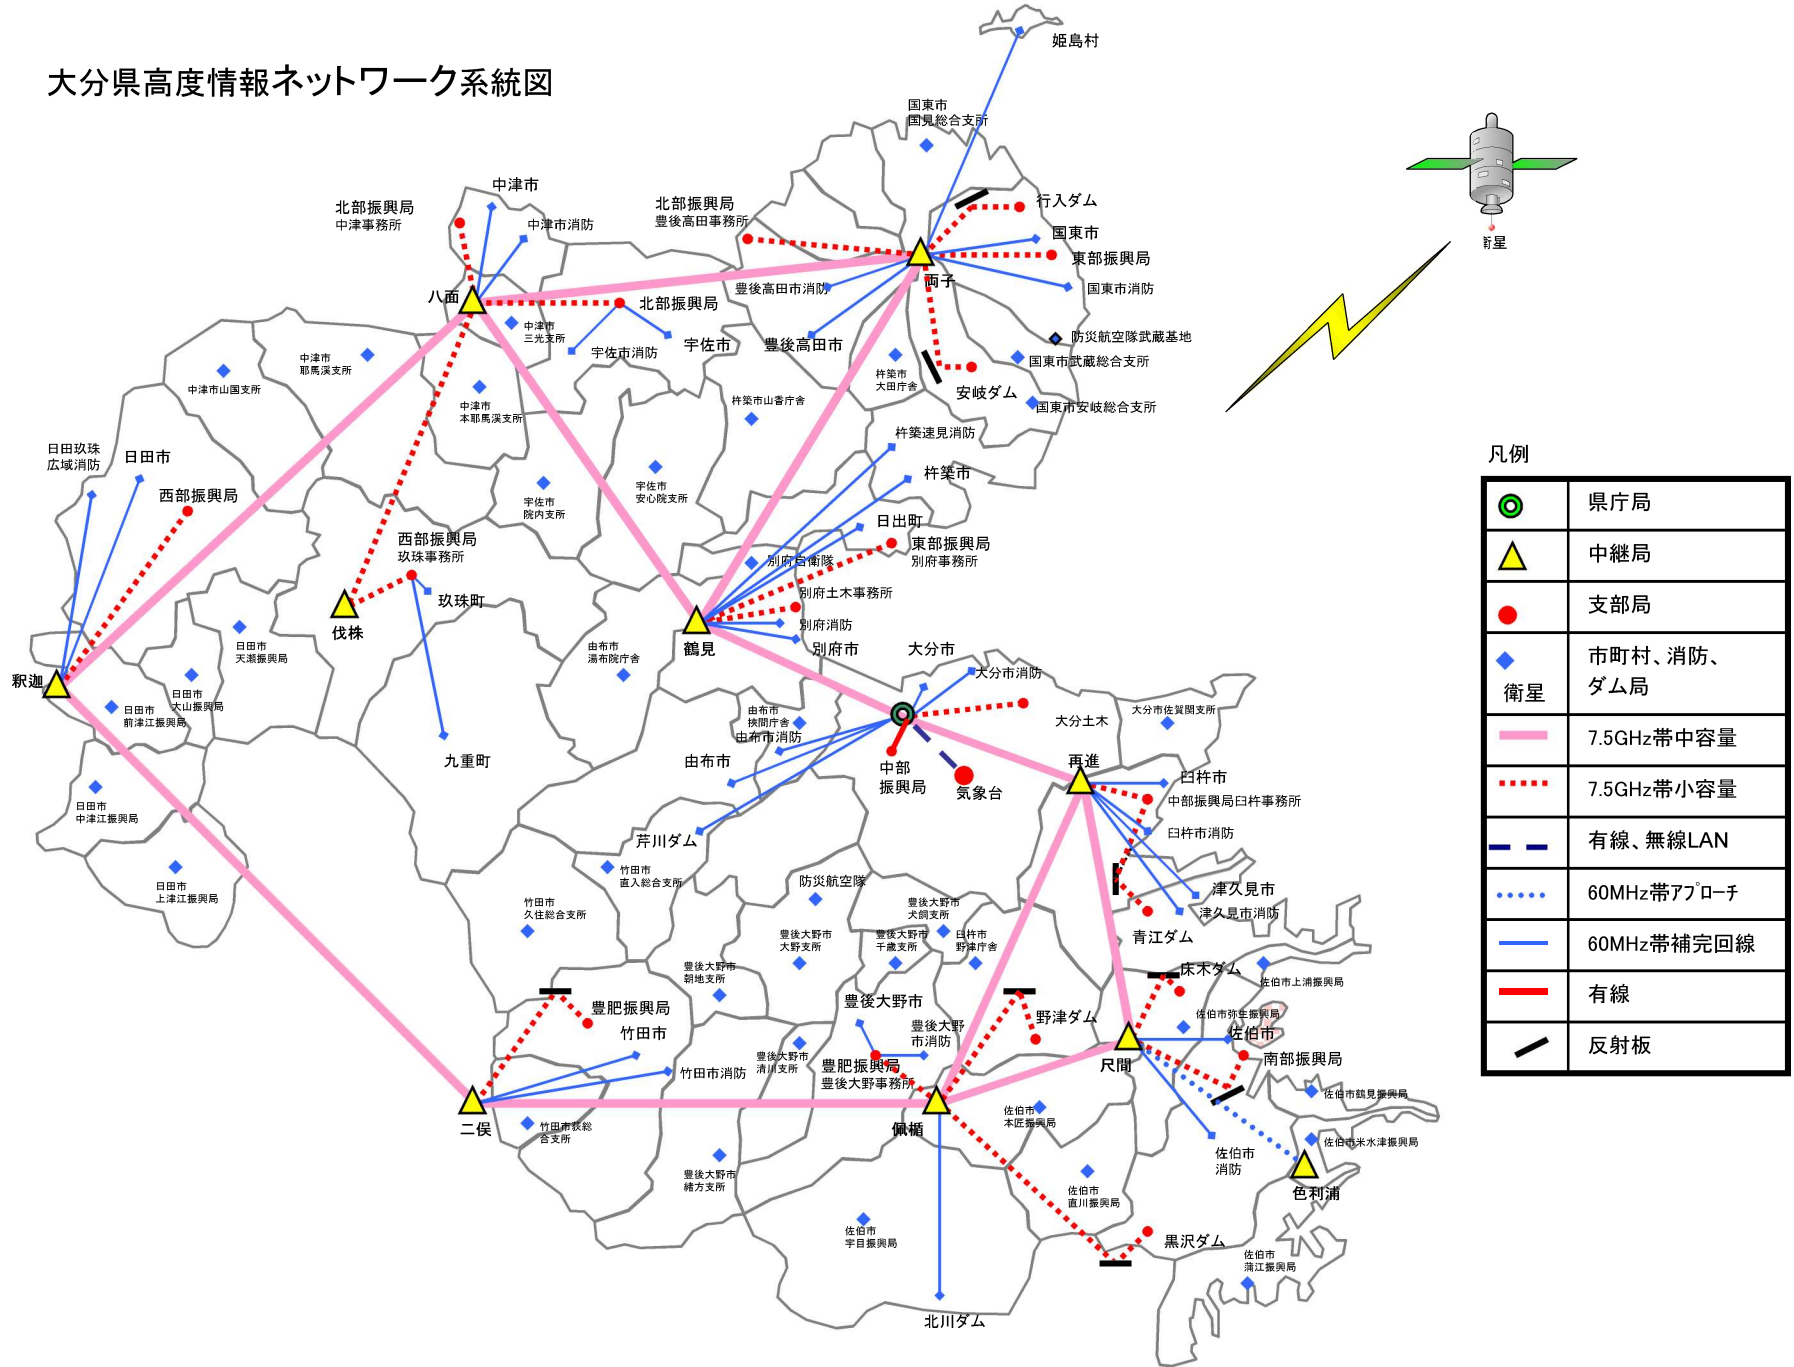 大分県高度情報ネットワーク系統図
姫島村
国東市
国見総合支所
衛星
中津市
北部振興局
中津事務所
中津市消防
北部振興局
豊後高田事務所
行入ダム
国東市
東部振興局
両子
国東市消防
豊後高田市消防
八面
北部振興局
中津市
三光支所
宇佐市消防
宇佐市
豊後高田市
防災航空隊武蔵基地
国東市武蔵総合支所
杵築市
大田庁舎
安岐ダム
国東市安岐総合支所
中津市
耶馬溪支所
中津市山国支所
中津市
本耶馬溪支所
杵築市山香庁舎
杵築速見消防
杵築市
日田玖珠
広域消防
日田市
西部振興局
宇佐市
院内支所
宇佐市
安心院支所
日出町
東部振興局
別府事務所
別府自衛隊
別府土木事務所
別府消防
別府市
西部振興局
玖珠事務所
玖珠町
伐株
鶴見
日田市
天瀬振興局
由布市
湯布院庁舎
大分市
大分市消防
釈迦
日田市
大山振興局
日田市
前津江振興局
由布市
挾間庁舎
由布市消防
大分土木
大分市佐賀関支所
九重町
由布市
中部
振興局
気象台
再進
臼杵市
中部振興局臼杵事務所
臼杵市消防
日田市
中津江振興局
芹川ダム
日田市
上津江振興局
竹田市
直入総合支所
竹田市
久住総合支所
防災航空隊
豊後大野市
犬飼支所
津久見市
津久見市消防
青江ダム
豊後大野市
大野支所
豊後大野市
千歳支所
臼杵市
野津庁舎
豊後大野市
朝地支所
床木ダム
佐伯市上浦振興局
豊肥振興局
竹田市
豊後大野市
豊後大野
市消防
野津ダム
佐伯市弥生振興局
佐伯市
南部振興局
豊後大野市
清川支所
豊肥振興局
豊後大野事務所
尺間
竹田市消防
佐伯市鶴見振興局
二俣
竹田市荻総
合支所
佩楯
佐伯市
本匠振興局
佐伯市米水津振興局
佐伯市
消防
色利浦
豊後大野市
緒方支所
佐伯市
直川振興局
佐伯市
宇目振興局
黒沢ダム
佐伯市
蒲江振興局
北川ダム
凡例
県庁局
中継局
支部局
市町村、消防、
ダム局
衛星
7.5GHz帯中容量
7.5GHz帯小容量
有線、無線LAN
60MHz帯アプローチ
60MHz帯補完回線
有線
反射板